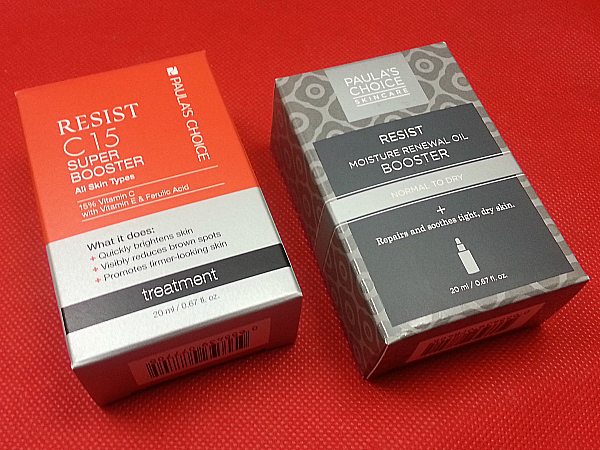 PAULA'S CHOICE
RESIST
C15
SUPER
BOOSTER
All Skin Types
15% Vitamin C
with Vitamin E & Ferulic Acid
What it does:
+ Quickly brightens skin
+ Visibly reduces brown spots
+ Promotes firmer-looking skin
treatment
20 ml / 0.67 fl. oz.
PAULA'S
CHOICE
SKINCARE
RESIST
MOISTURE RENEWAL OIL
BOOSTER
NORMAL TO DRY
+
Repairs and soothes tight, dry skin.
20 ml / 0.67 fl. oz.